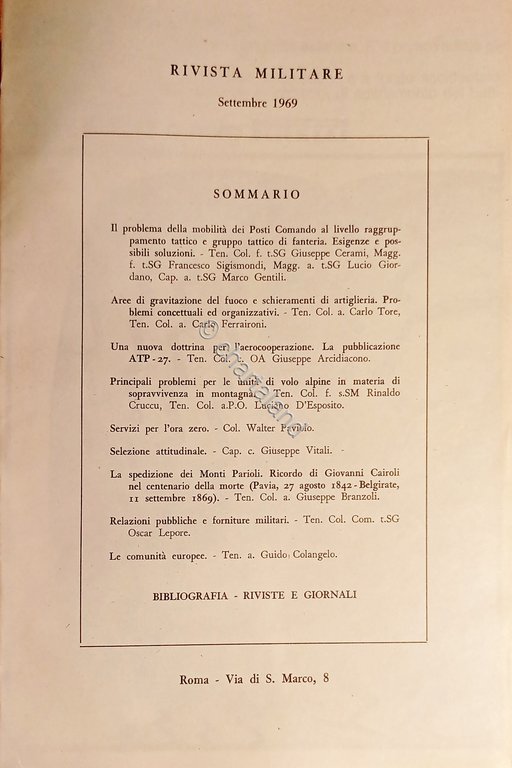 RIVISTA MILITARE
Settembre 1969
SOMMARIO
Il problema della mobilità dei Posti Comando al livello raggrup-
pamento tattico e gruppo tattico di fanteria. Esigenze e pos-
sibili soluzioni. - Ten. Col. f. t.SG Giuseppe Cerami, Magg.
f. t.SG Francesco Sigismondi, Magg. a. t.SG Lucio Gior-
dano, Cap. a. t.SG Marco Gentili.
Aree di gravitazione del fuoco e schieramenti di artiglieria. Pro-
blemi concettuali ed organizzativi. - Ten. Col. a. Carlo Tore,
Ten. Col. a. Carlo Ferraironi.
Una nuova dottrina per l'aerocooperazione. La pubblicazione
ATP-27. - Ten. Col. c. OA Giuseppe Arcidiacono.
Principali problemi per le unità di volo alpine in materia di
sopravvivenza in montagna. - Ten. Col. f. s.SM Rinaldo
Cruccu, Ten. Col. a.P.O. Luciano D'Esposito.
Servizi per l'ora zero. - Col. Walter
Selezione attitudinale. - Cap. c. Giuseppe Vitali. -
La spedizione dei Monti Parioli. Ricordo di Giovanni Cairoli
nel centenario della morte (Pavia, 27 agosto 1842 - Belgirate,
11 settembre 1869). - Ten. Col. a. Giuseppe Branzoli.
Relazioni pubbliche e forniture militari. - Ten. Col. Com. t.SG
Oscar Lepore.
Le comunità europee. - Ten. a. Guido Colangelo.
BIBLIOGRAFIA - RIVISTE E GIORNALI
Roma - Via di S. Marco, 8
© chartaland